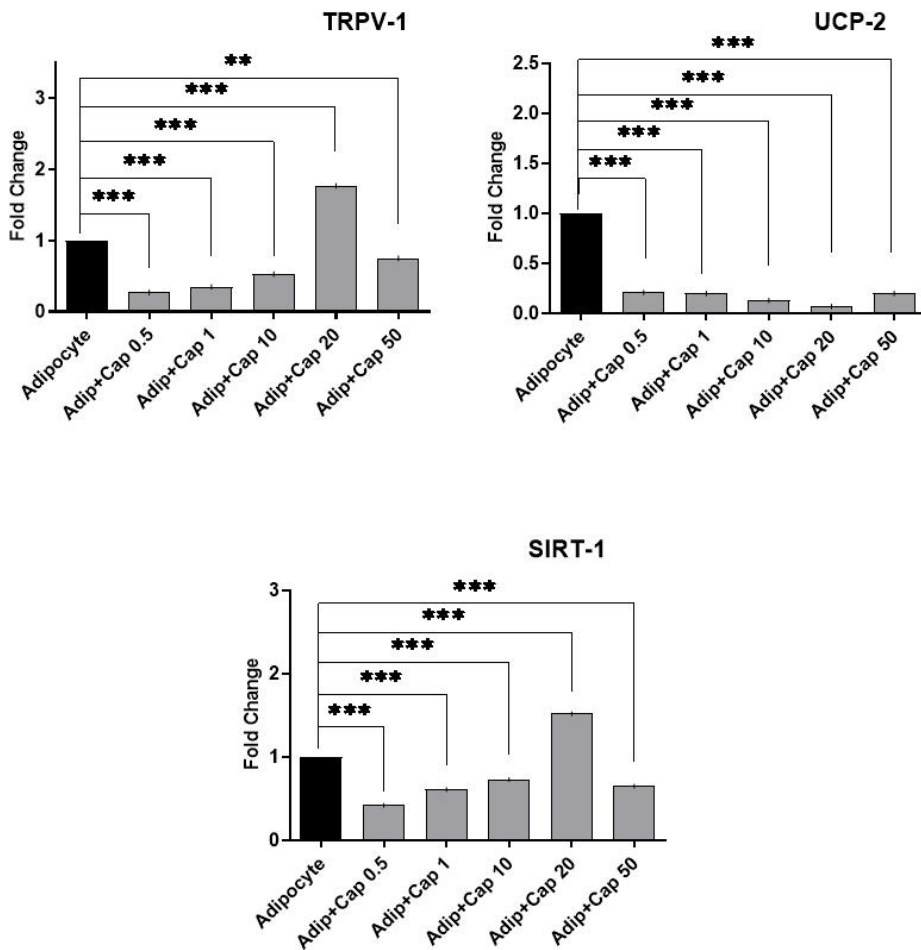 TRPV-1
Fold Change
3
2
1
0
**
***
***
***
***
Adipocyte
Adip+Cap 0.5
Adip+Cap 1
Adip+Cap 10
Adip+Cap 20
Adip+Cap 50
UCP-2
Fold Change
2.5
2.0
1.5
1.0
0.5
0.0
***
***
***
***
***
Adipocyte
Adip+Cap 0.5
Adip+Cap 1
Adip+Cap 10
Adip+Cap 20
Adip+Cap 50
SIRT-1
Fold Change
3
2
1
0
***
***
***
***
***
Adipocyte
Adip+Cap 0.5
Adip+Cap 1
Adip+Cap 10
Adip+Cap 20
Adip+Cap 50